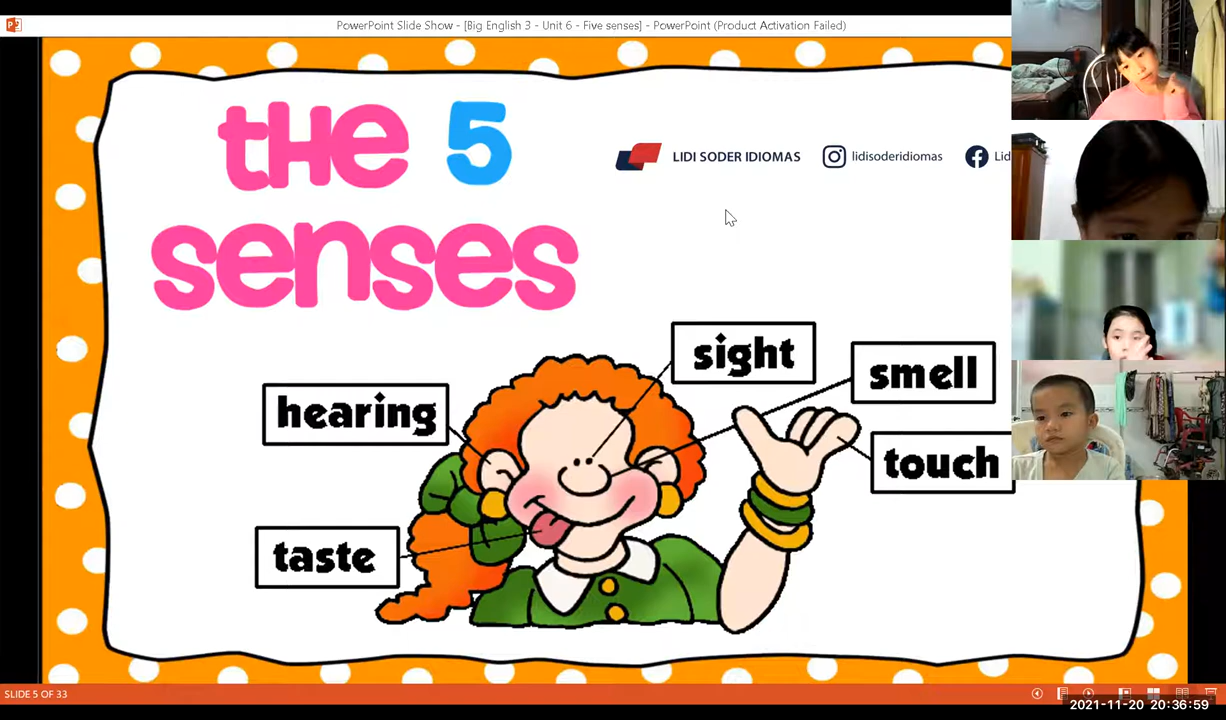 PowerPoint Slide Show - [Big English 3 - Unit 6 - Five senses] - PowerPoint (Product Activation Failed)
the 5
senses
LIDI SODER IDIOMAS
lidisoderidiomas
Lid
sight
smell
hearing
touch
taste
SLIDE 5 OF 33
2021-11-20 20:36:59